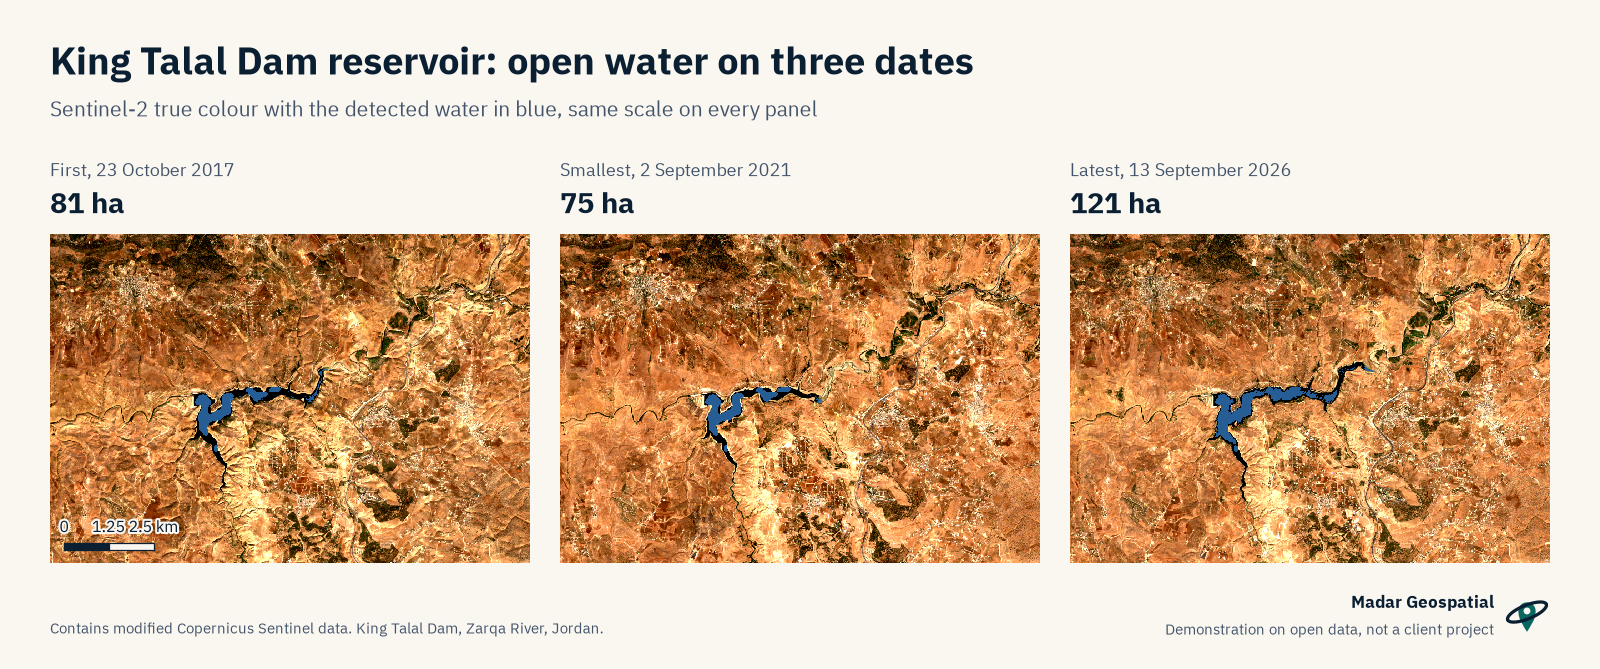 King Talal Dam reservoir: open water on three dates
Sentinel-2 true colour with the detected water in blue, same scale on every panel
First, 23 October 2017
81 ha
Smallest, 2 September 2021
75 ha
Latest, 13 September 2026
121 ha
0 1.25 2.5 km
Madar Geospatial
Contains modified Copernicus Sentinel data. King Talal Dam, Zarqa River, Jordan.
Demonstration on open data, not a client project